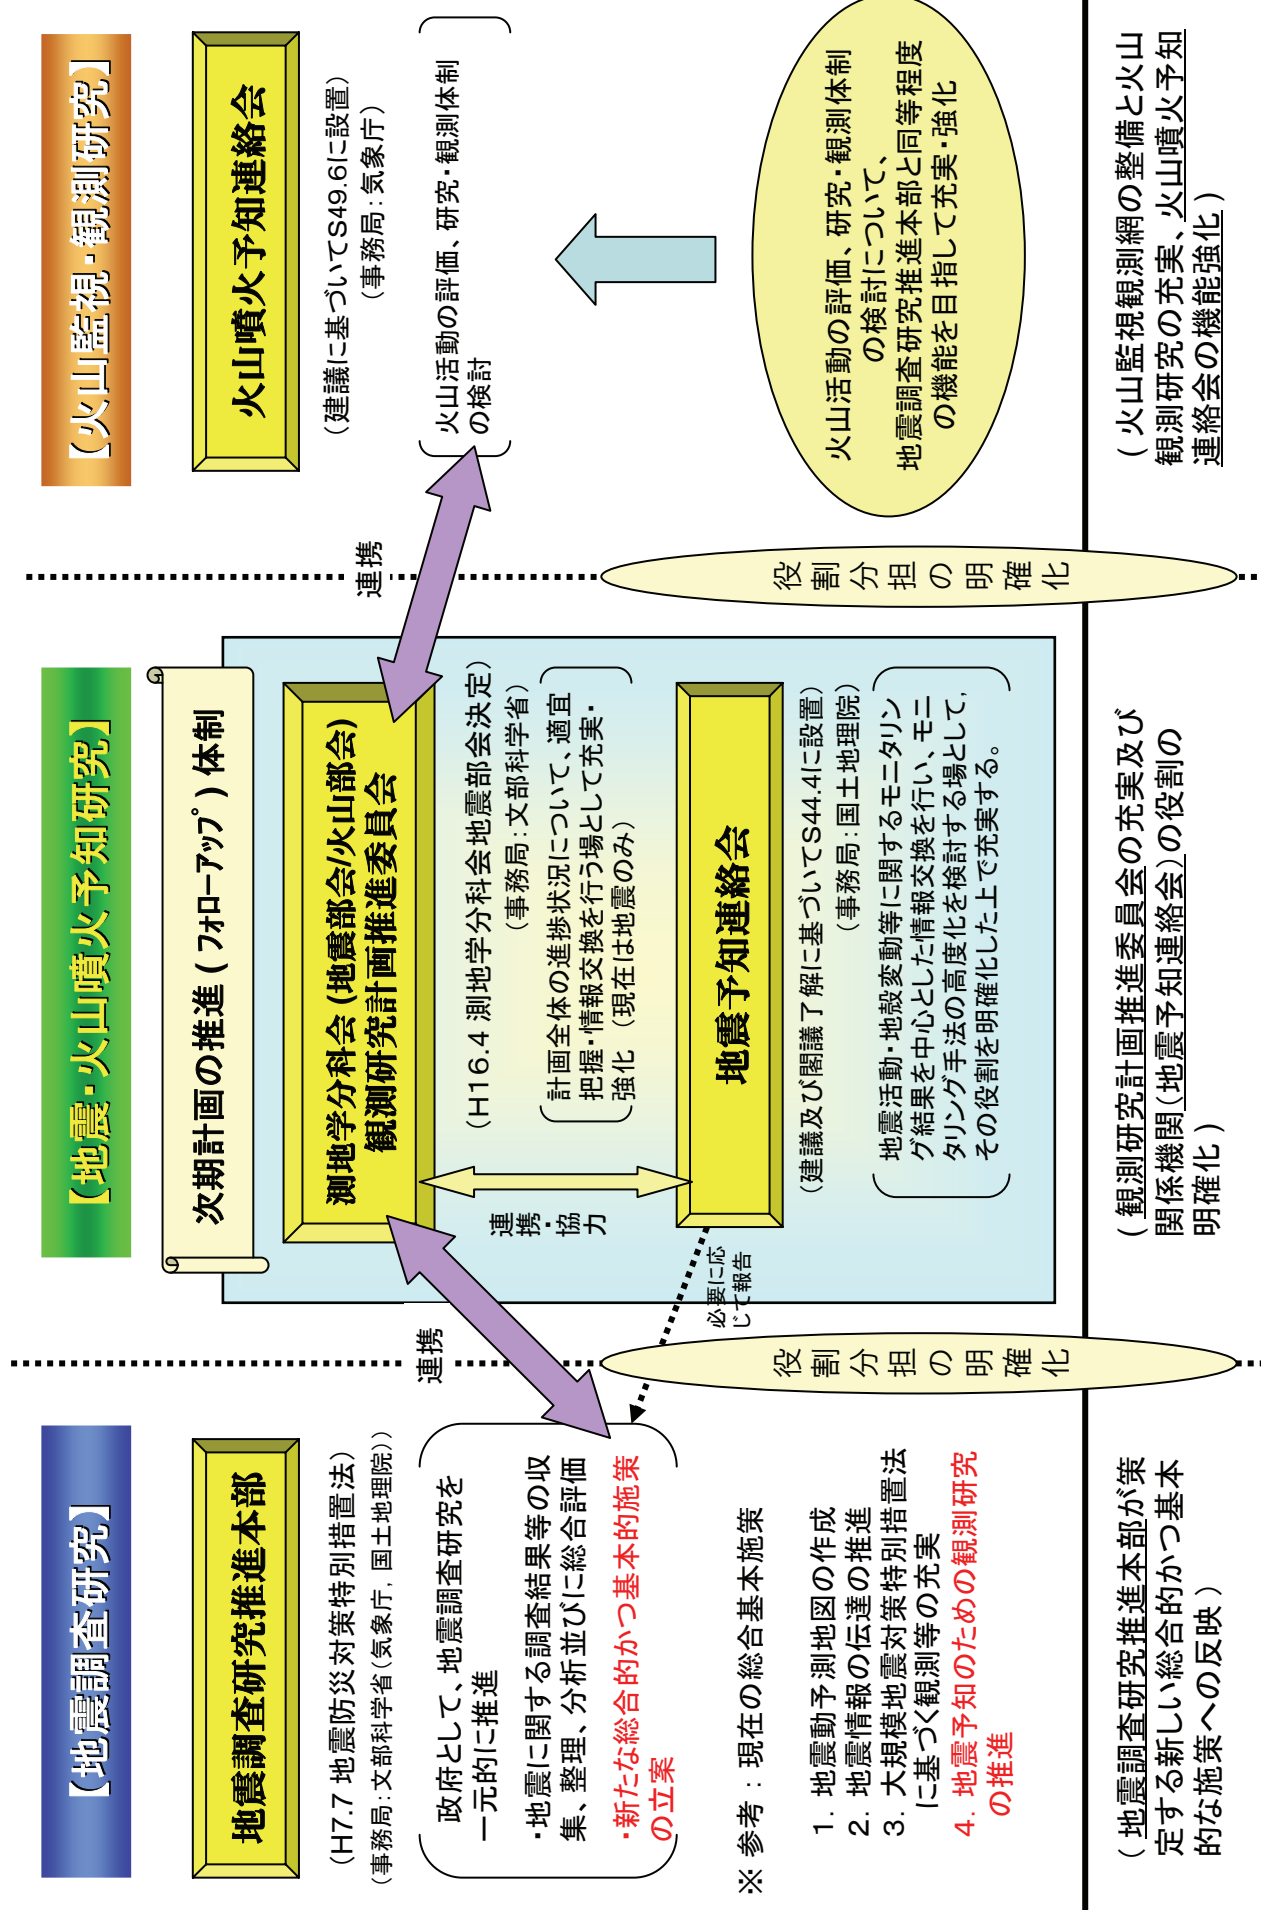 【地震調査研究】
地震調査研究推進本部
(H7.7 地震防災対策特別措置法)
(事務局：文部科学省(気象庁，国土地理院))
政府として、地震調査研究を
一元的に推進
・地震に関する調査結果等の収
集、整理、分析並びに総合評価
・新たな総合的かつ基本的施策
の立案
※ 参考：現在の総合基本施策
1. 地震動予測地図の作成
2. 地震情報の伝達の推進
3. 大規模地震対策特別措置法
に基づく観測等の充実
4. 地震予知のための観測研究
の推進
(地震調査研究推進本部が策
定する新しい総合的かつ基本
的な施策への反映)
連携
必要に応
じて報告
役割分担の明確化
【地震・火山噴火予知研究】
次期計画の推進(フォローアップ)体制
測地学分科会(地震部会/火山部会)
観測研究計画推進委員会
(H16.4 測地学分科会地震部会決定)
(事務局：文部科学省)
計画全体の進捗状況について、適宜
把握・情報交換を行う場として充実・
強化 (現在は地震のみ)
連携・協力
地震予知連絡会
(建議及び閣議了解に基づいてS44.4に設置)
(事務局：国土地理院)
地震活動・地殻変動等に関するモニタリン
グ結果を中心とした情報交換を行い、モニ
タリング手法の高度化を検討する場として，
その役割を明確化した上で充実する。
(観測研究計画推進委員会の充実及び
関係機関(地震予知連絡会)の役割の
明確化)
連携
役割分担の明確化
【火山監視・観測研究】
火山噴火予知連絡会
(建議に基づいてS49.6に設置)
(事務局：気象庁)
火山活動の評価、研究・観測体制
の検討
火山活動の評価、研究・観測体制
の検討について、
地震調査研究推進本部と同等程度
の機能を目指して充実・強化
(火山監視観測網の整備と火山
観測研究の充実、火山噴火予知
連絡会の機能強化)